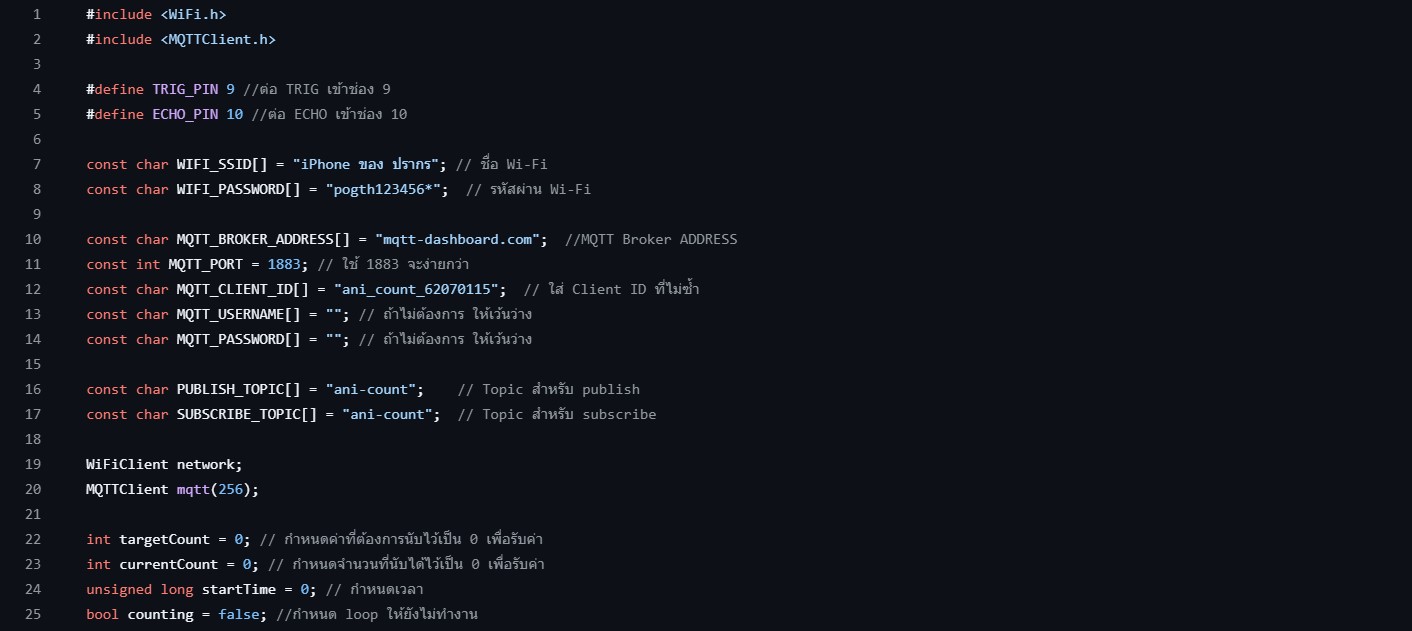 1 #include <WiFi.h>
2 #include <MQTTClient.h>
3
4 #define TRIG_PIN 9 //ต่อ TRIG เข้าช่อง 9
5 #define ECHO_PIN 10 //ต่อ ECHO เข้าช่อง 10
6
7 const char WIFI_SSID[] = "iPhone ของ ปรากร"; // ชื่อ Wi-Fi
8 const char WIFI_PASSWORD[] = "pogth123456*";  // รหัสผ่าน Wi-Fi
9
10 const char MQTT_BROKER_ADDRESS[] = "mqtt-dashboard.com";  //MQTT Broker ADDRESS
11 const int MQTT_PORT = 1883; // ใช้ 1883 จะง่ายกว่า
12 const char MQTT_CLIENT_ID[] = "ani_count_62070115";  // ใส่ Client ID ที่ไม่ซ้ำ
13 const char MQTT_USERNAME[] = ""; // ถ้าไม่ต้องการ ให้เว้นว่าง
14 const char MQTT_PASSWORD[] = ""; // ถ้าไม่ต้องการ ให้เว้นว่าง
15
16 const char PUBLISH_TOPIC[] = "ani-count";    // Topic สำหรับ publish
17 const char SUBSCRIBE_TOPIC[] = "ani-count";  // Topic สำหรับ subscribe
18
19 WiFiClient network;
20 MQTTClient mqtt(256);
21
22 int targetCount = 0; // กำหนดค่าที่ต้องการนับไว้เป็น 0 เพื่อรับค่า
23 int currentCount = 0; // กำหนดจำนวนที่นับได้ไว้เป็น 0 เพื่อรับค่า
24 unsigned long startTime = 0; // กำหนดเวลา
25 bool counting = false; //กำหนด loop ให้ยังไม่ทำงาน